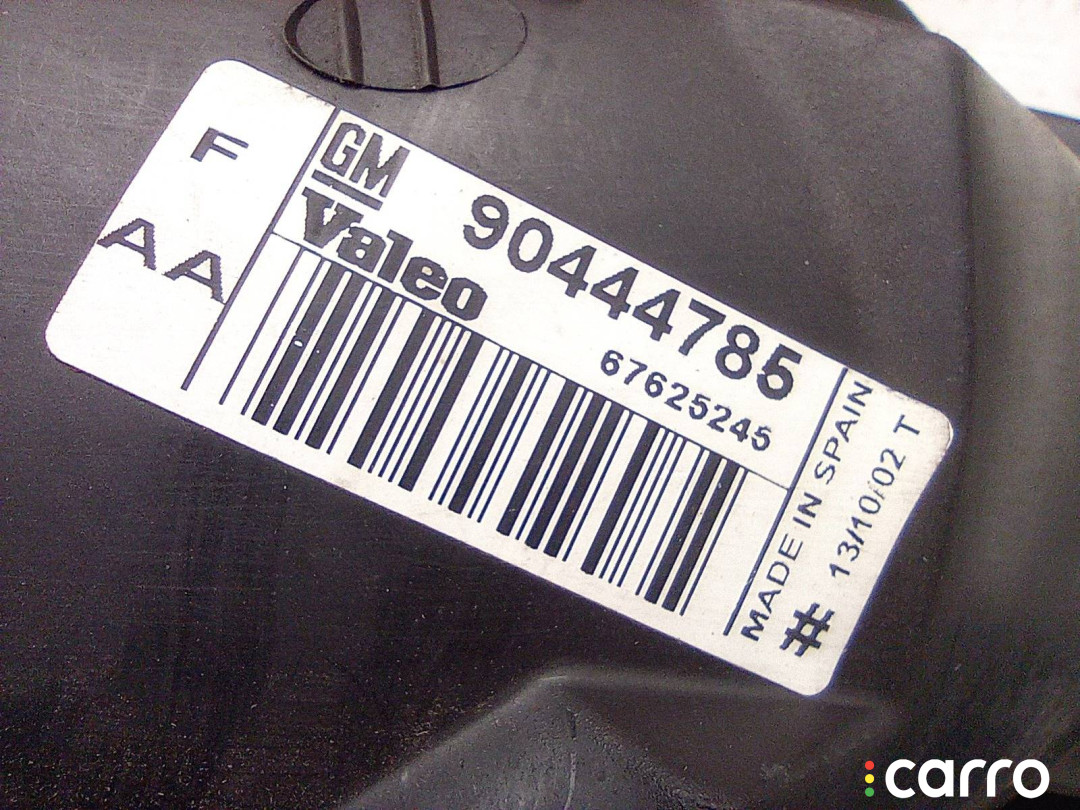 F
AA
GM
Valeo
90444785
67625245
MADE IN SPAIN
# 13/10/02 T
carro